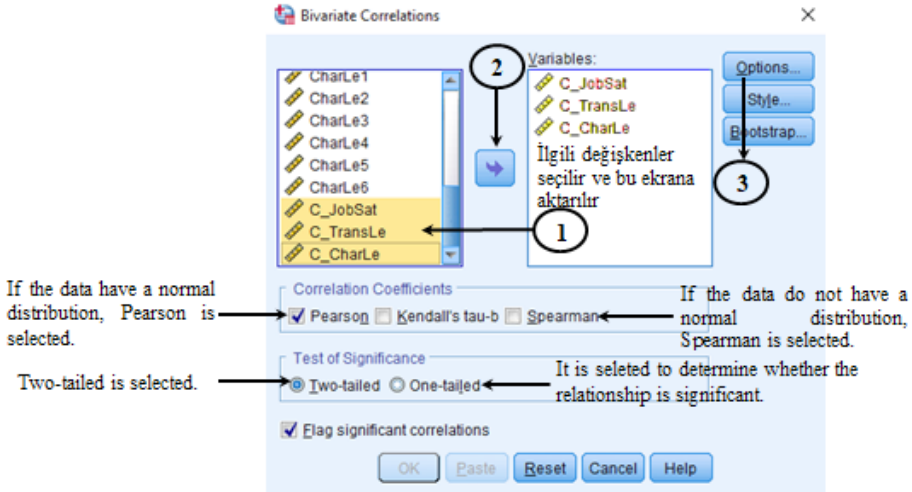 Bivariate Correlations
CharLe1
CharLe2
CharLe3
CharLe4
CharLe5
CharLe6
C_JobSat
C_TransLe
C_CharLe
2
1
Variables:
C_JobSat
C_TransLe
C_CharLe
İlgili değişkenler
seçilir ve bu ekrana
aktarılır
Options...
Style...
Bootstrap...
3
If the data have a normal
distribution, Pearson is
selected.
Correlation Coefficients
Pearson Kendall's tau-b Spearman
If the data do not have a
normal distribution,
Spearman is selected.
Two-tailed is selected.
Test of Significance
Two-tailed One-tailed
It is seleted to determine whether the
relationship is significant.
Flag significant correlations
OK Paste Reset Cancel Help